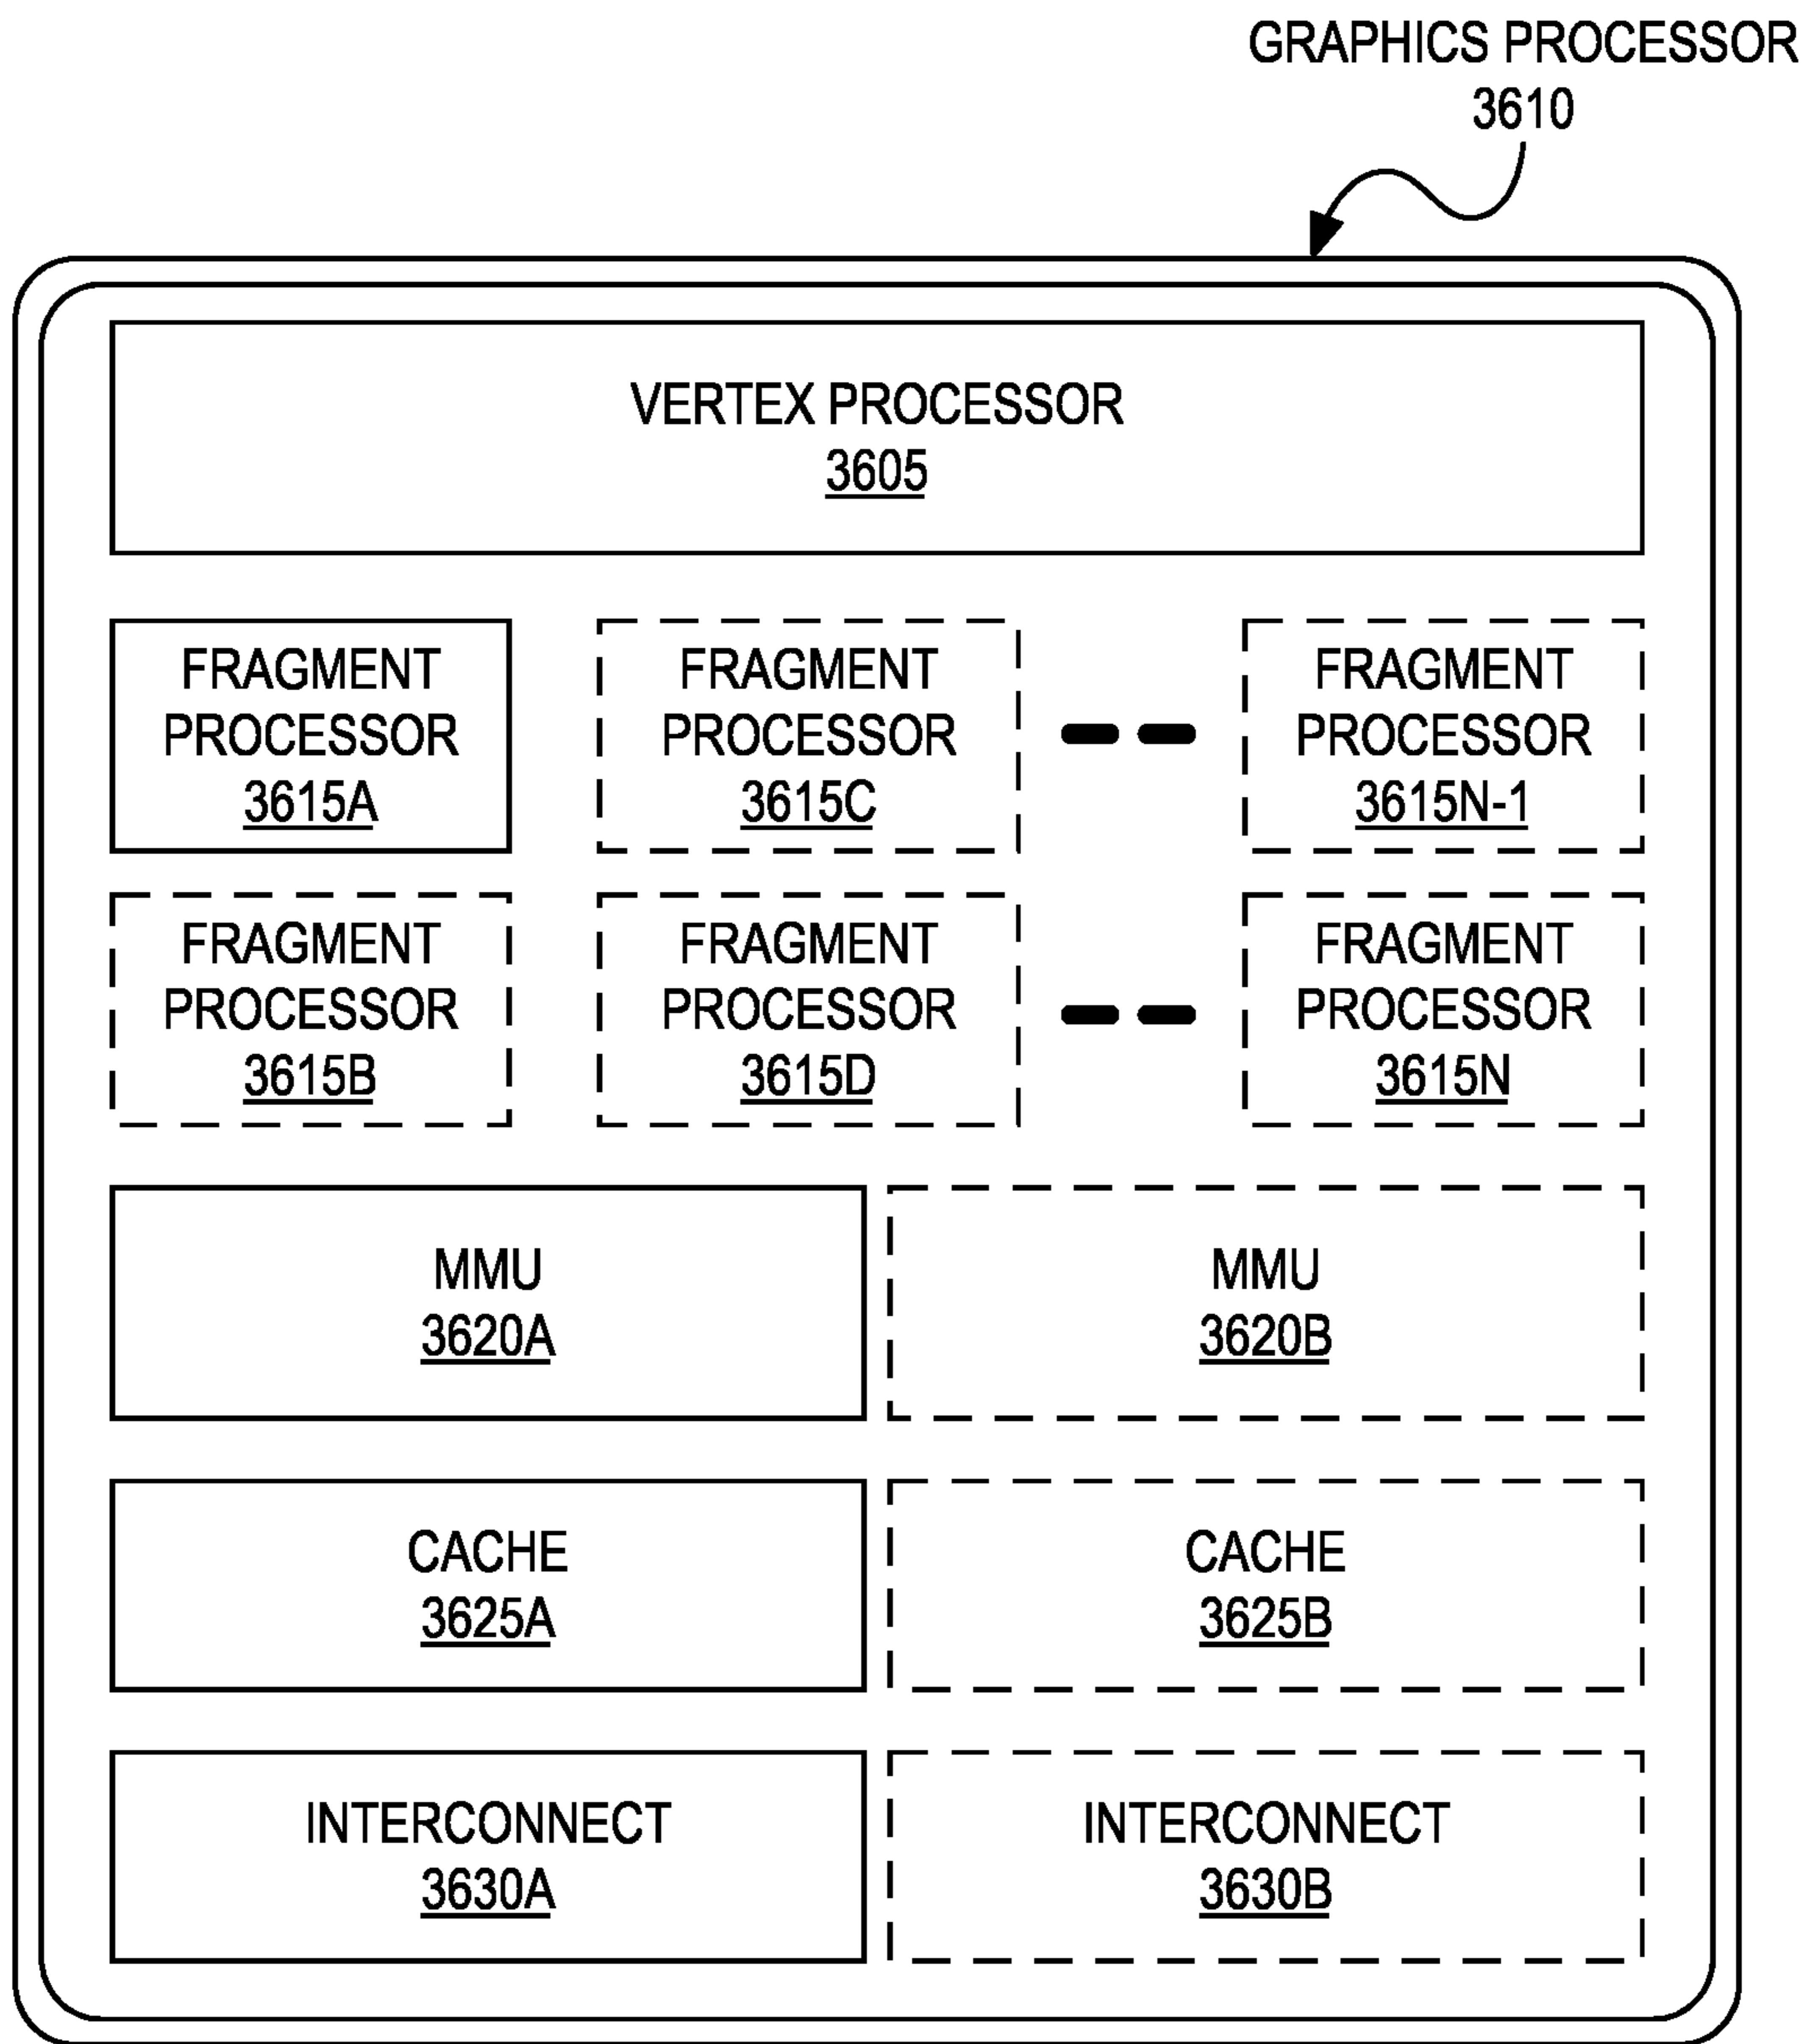 GRAPHICS PROCESSOR
3610
VERTEX PROCESSOR
3605
FRAGMENT
PROCESSOR
3615A
FRAGMENT
PROCESSOR
3615C
FRAGMENT
PROCESSOR
3615N-1
FRAGMENT
PROCESSOR
3615B
FRAGMENT
PROCESSOR
3615D
FRAGMENT
PROCESSOR
3615N
MMU
3620A
MMU
3620B
CACHE
3625A
CACHE
3625B
INTERCONNECT
3630A
INTERCONNECT
3630B